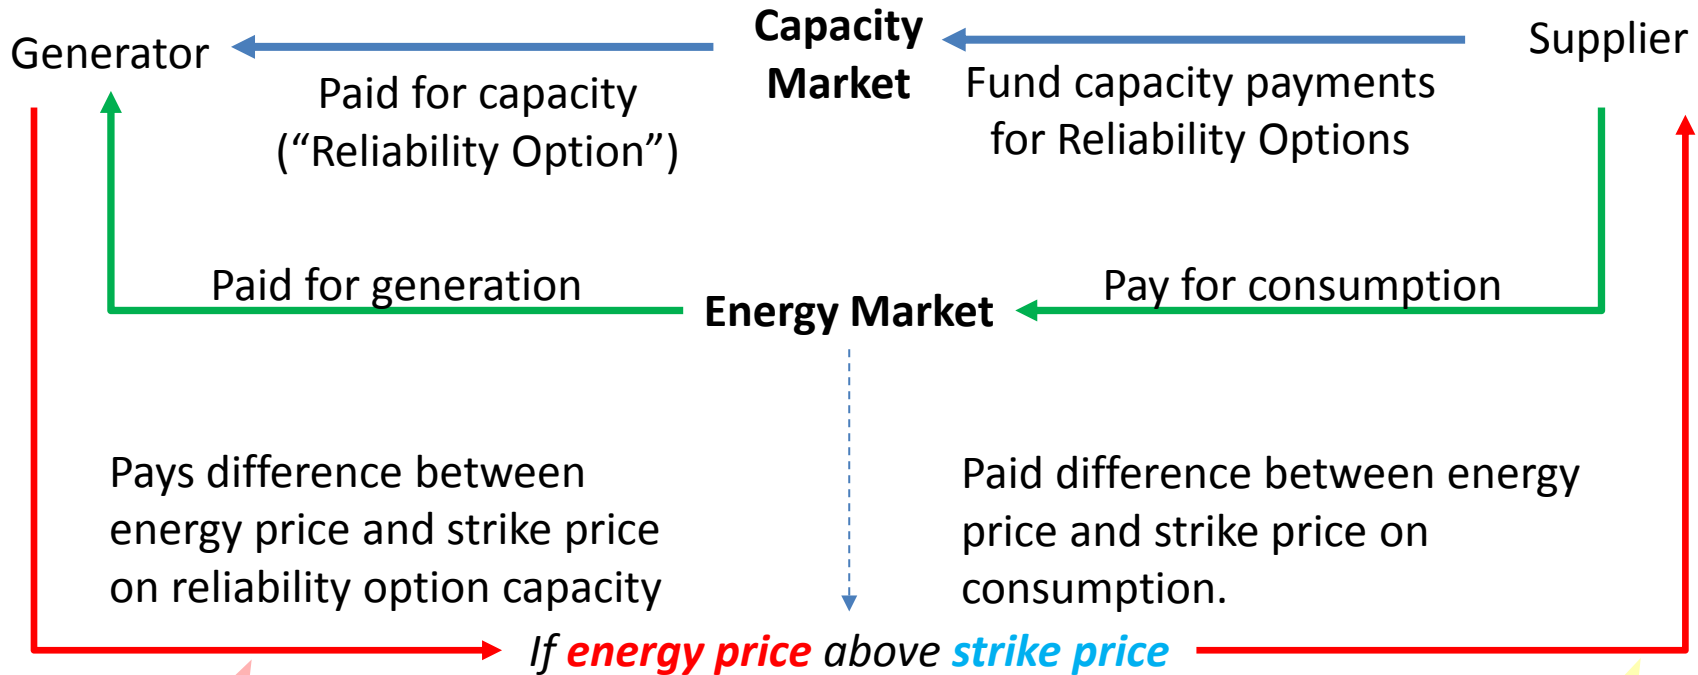 Generator
Capacity
Market
Supplier
Paid for capacity
(“Reliability Option”)
Fund capacity payments
for Reliability Options
Paid for generation
Energy Market
Pay for consumption
Pays difference between
energy price and strike price
on reliability option capacity
Paid difference between energy
price and strike price on
consumption.
If energy price above strike price